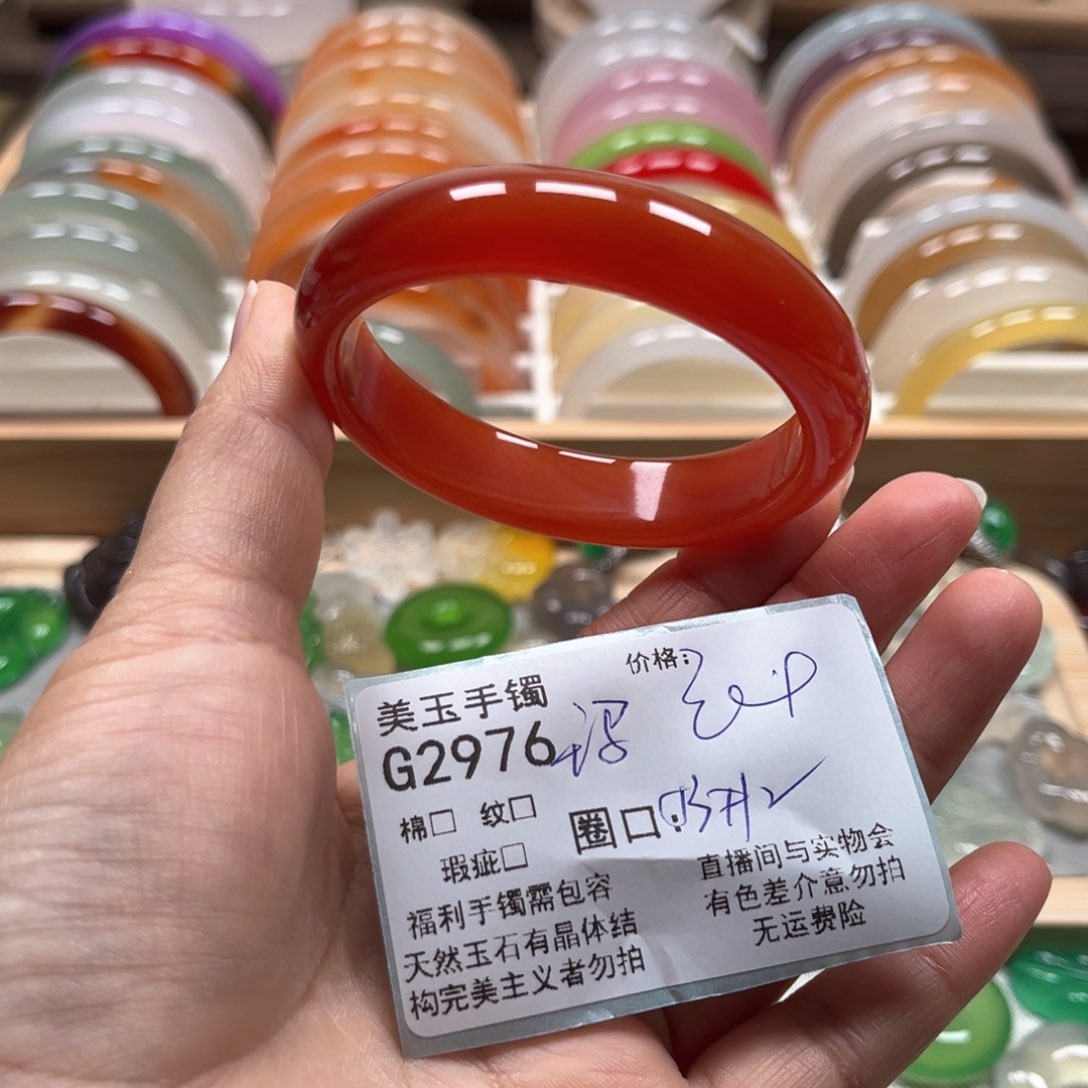 价格:
美玉手镯
G2976
棉□ 纹□
圈口:
瑕疵□
福利手镯需包容
天然玉石有晶体结
构完美主义者勿拍
直播间与实物会
有色差介意勿拍
无运费险